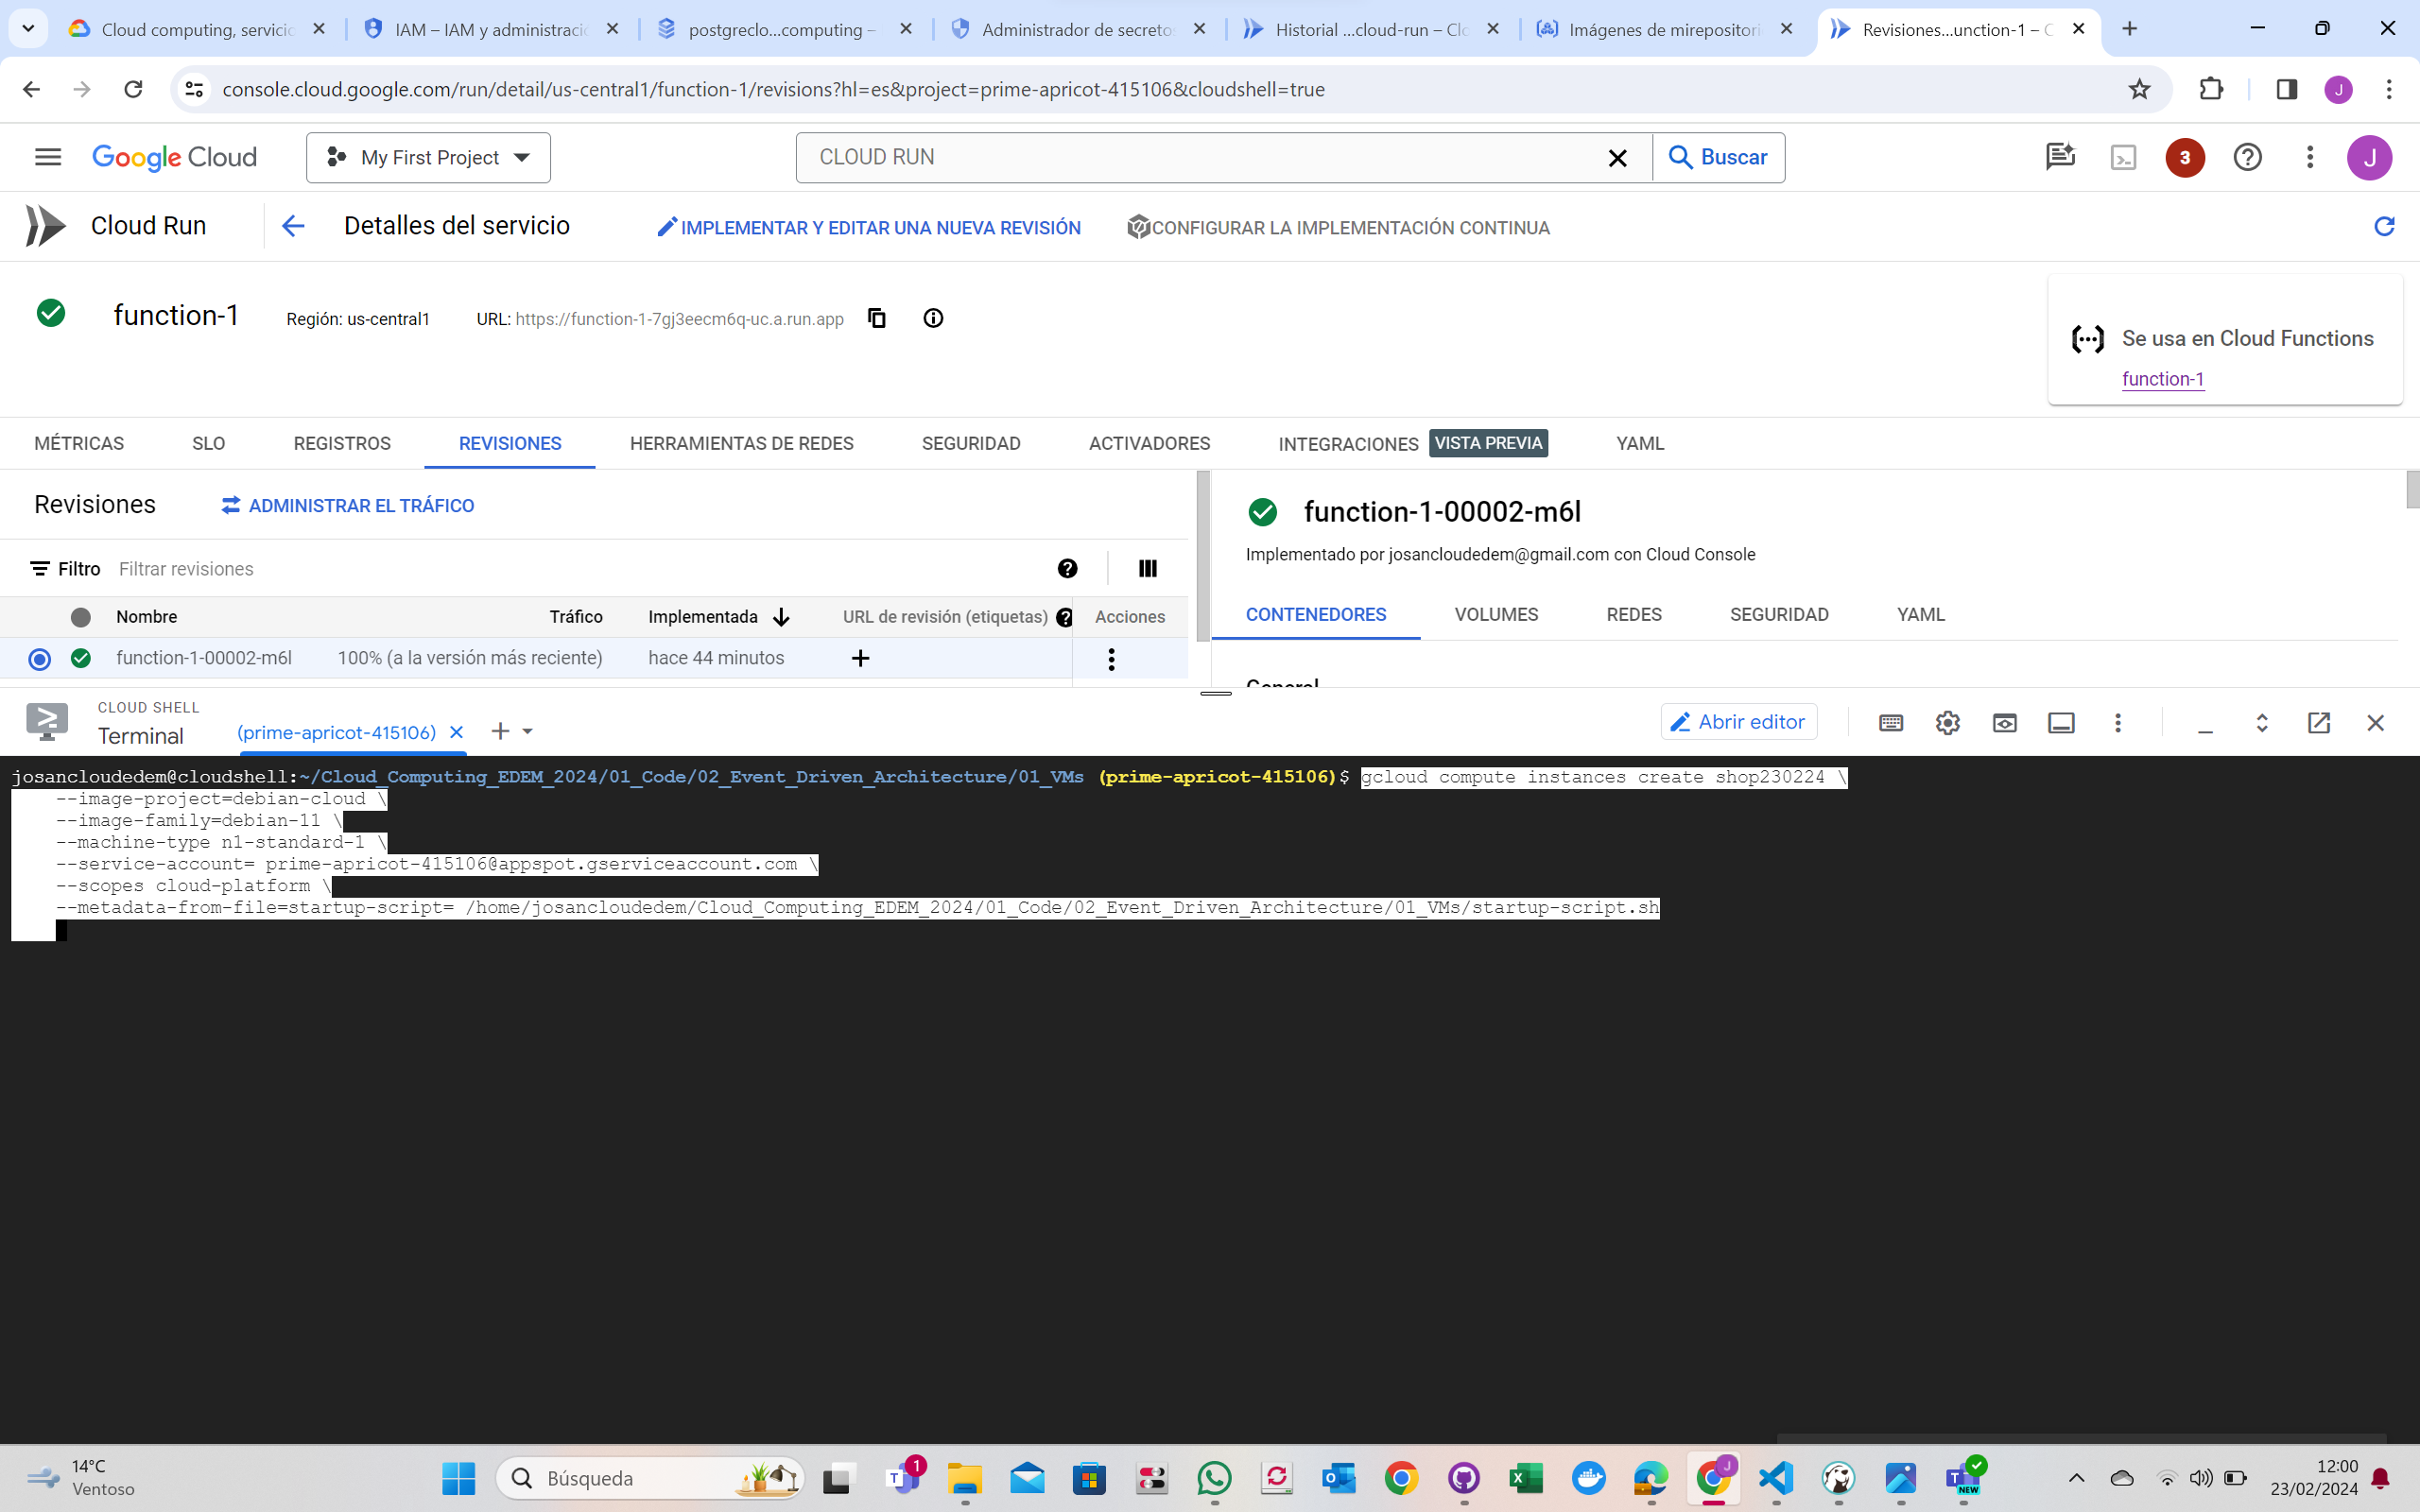 Cloud computing, servicio
IAM – IAM y administració
postgreclo...computing –
Administrador de secretos
Historial ...cloud-run – Clo
Imágenes de mirepositori
Revisiones...unction-1 – C
console.cloud.google.com/run/detail/us-central1/function-1/revisions?hl=es&project=prime-apricot-415106&cloudshell=true
J
Google Cloud
My First Project
CLOUD RUN
Buscar
3
J
Cloud Run
Detalles del servicio
IMPLEMENTAR Y EDITAR UNA NUEVA REVISIÓN
CONFIGURAR LA IMPLEMENTACIÓN CONTINUA
function-1
Región: us-central1
URL: https://function-1-7gj3eecm6q-uc.a.run.app
Se usa en Cloud Functions
function-1
MÉTRICAS
SLO
REGISTROS
REVISIONES
HERRAMIENTAS DE REDES
SEGURIDAD
ACTIVADORES
INTEGRACIONES
VISTA PREVIA
YAML
Revisiones
ADMINISTRAR EL TRÁFICO
Filtro
Filtrar revisiones
Nombre
Tráfico
Implementada
URL de revisión (etiquetas)
Acciones
function-1-00002-m6l
100% (a la versión más reciente)
hace 44 minutos
function-1-00002-m6l
Implementado por josancloudedem@gmail.com con Cloud Console
CONTENEDORES
VOLUMES
REDES
SEGURIDAD
YAML
General
CLOUD SHELL
Terminal
(prime-apricot-415106)
Abrir editor
josancloudedem@cloudshell:~/Cloud_Computing_EDEM_2024/01_Code/02_Event_Driven_Architecture/01_VMs (prime-apricot-415106)$ gcloud compute instances create shop230224 \
--image-project=debian-cloud \
--image-family=debian-11 \
--machine-type n1-standard-1 \
--service-account= prime-apricot-415106@appspot.gserviceaccount.com \
--scopes cloud-platform \
--metadata-from-file=startup-script= /home/josancloudedem/Cloud_Computing_EDEM_2024/01_Code/02_Event_Driven_Architecture/01_VMs/startup-script.sh
14°C
Ventoso
Búsqueda
1
J
NEW
12:00
23/02/2024